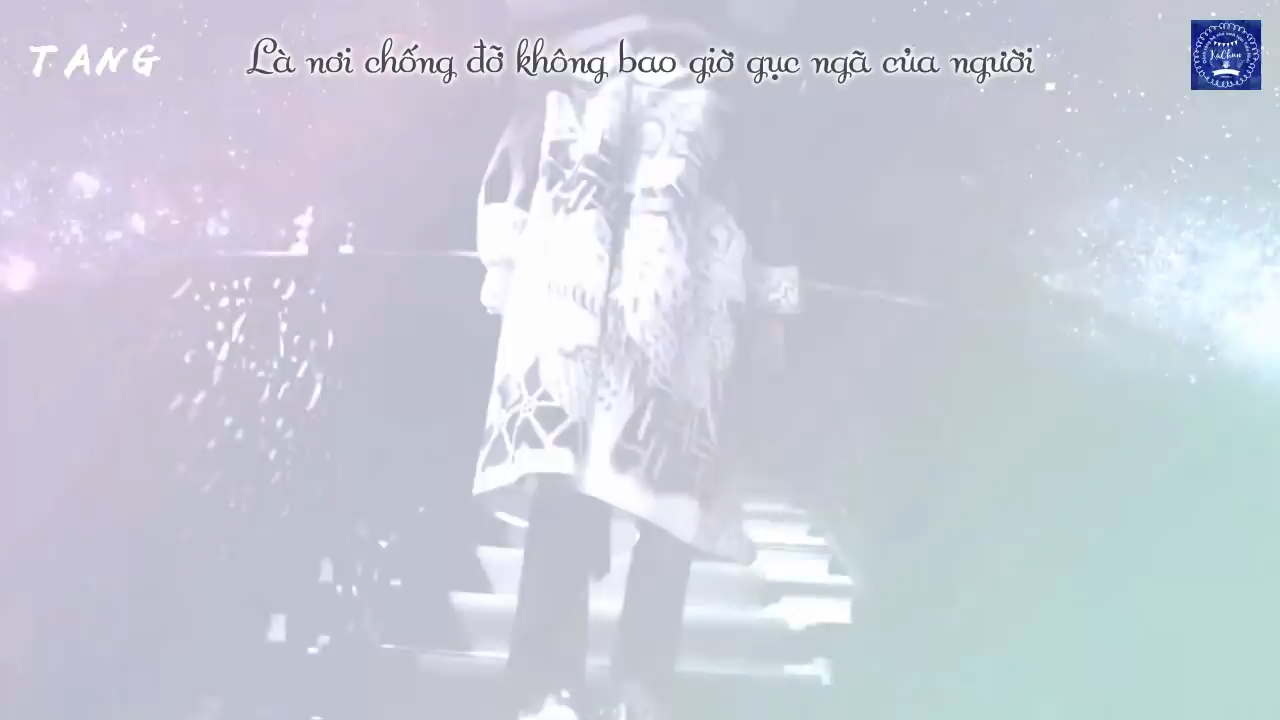 TANG
Là nơi chống đỡ không bao giờ gục ngã của người